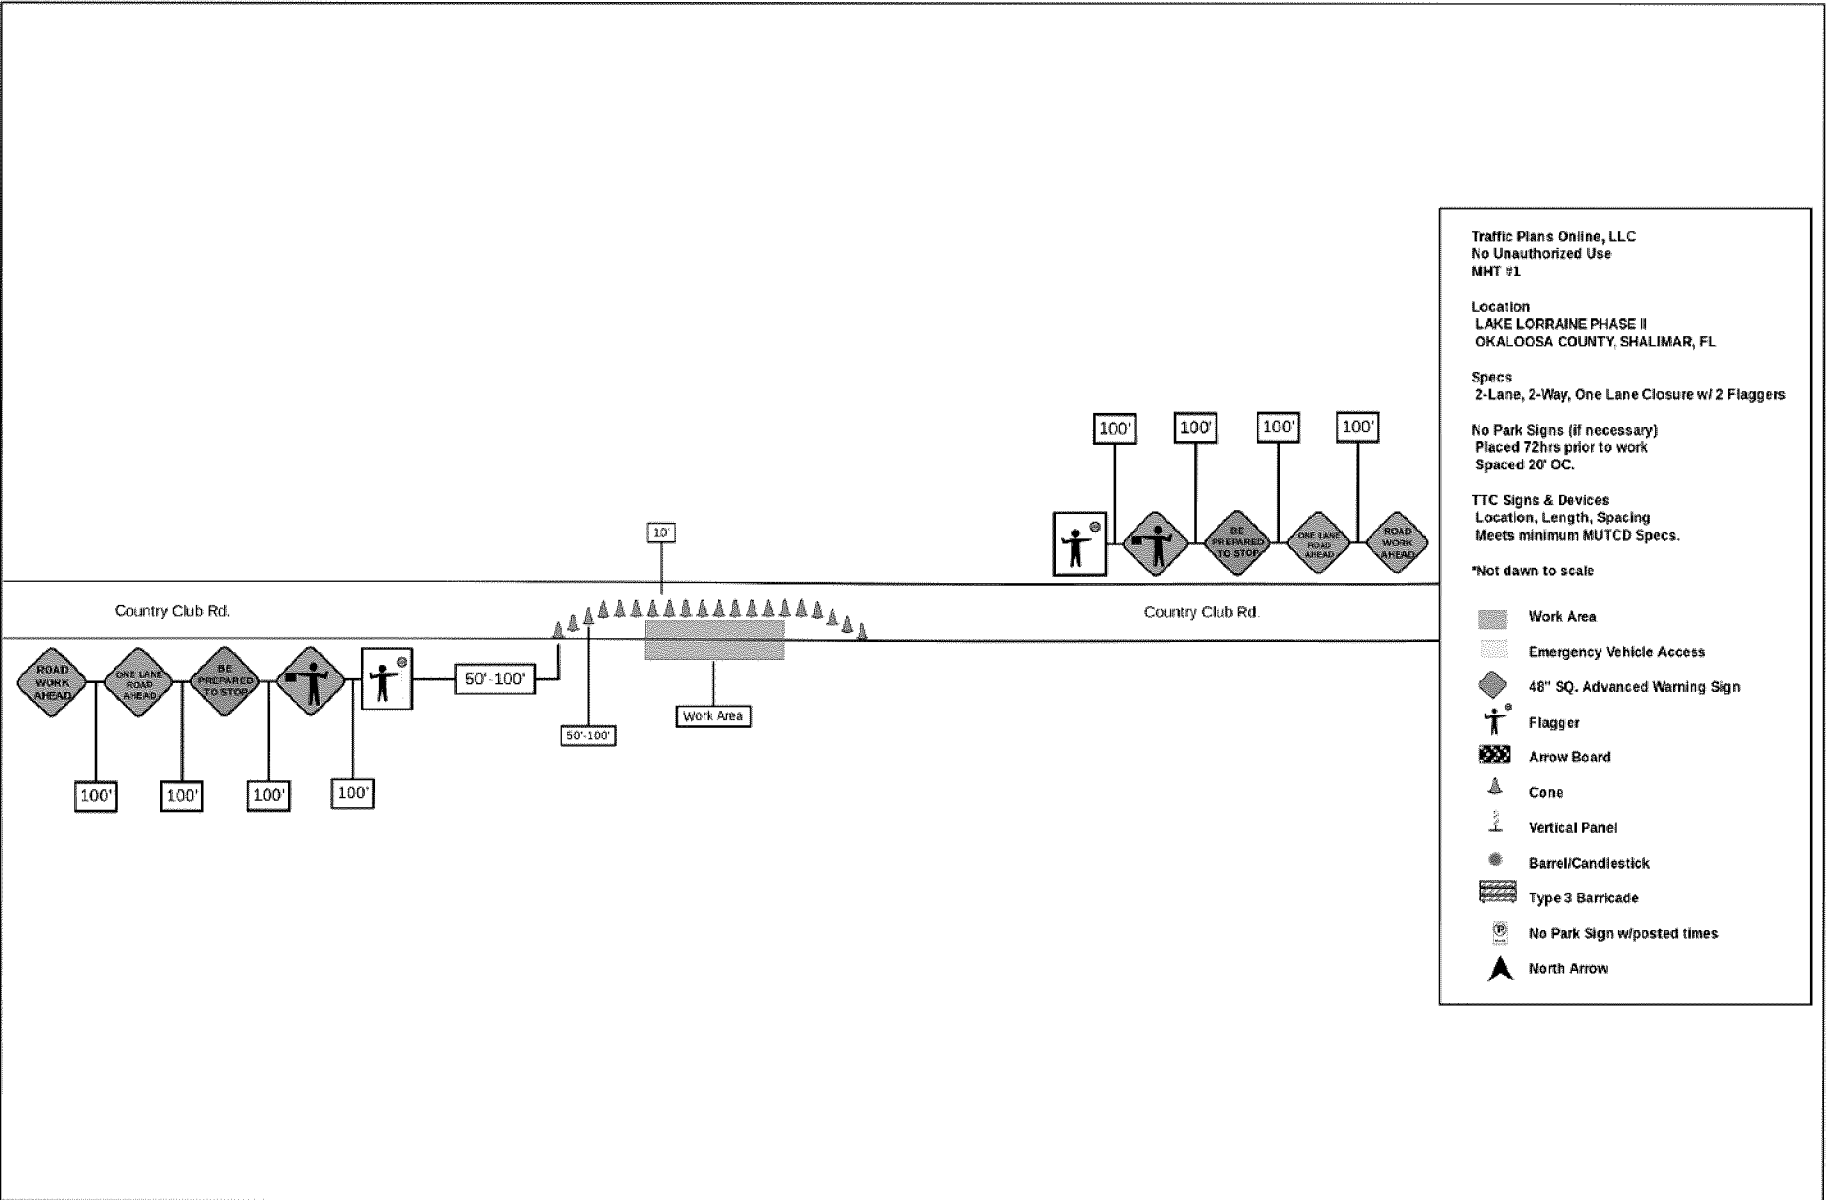 Traffic Plans Online, LLC
No Unauthorized Use
MHT #1
Location
LAKE LORRAINE PHASE II
OKALOOSA COUNTY, SHALIMAR, FL
Specs
2-Lane, 2-Way, One Lane Closure w/ 2 Flaggers
No Park Signs (if necessary)
Placed 72hrs prior to work
Spaced 20' OC.
TTC Signs & Devices
Location, Length, Spacing
Meets minimum MUTCD Specs.
*Not dawn to scale
Work Area
Emergency Vehicle Access
48" SQ. Advanced Warning Sign
Flagger
Arrow Board
Cone
Vertical Panel
Barrel/Candlestick
Type 3 Barricade
No Park Sign w/posted times
North Arrow
100'
100'
100'
100'
BE
PREPARED
TO STOP
ONE LANE
ROAD
AHEAD
ROAD
WORK
AHEAD
10'
Country Club Rd.
Country Club Rd.
ROAD
WORK
AHEAD
ONE LANE
ROAD
AHEAD
BE
PREPARED
TO STOP
50'-100'
50'-100'
Work Area
100'
100'
100'
100'